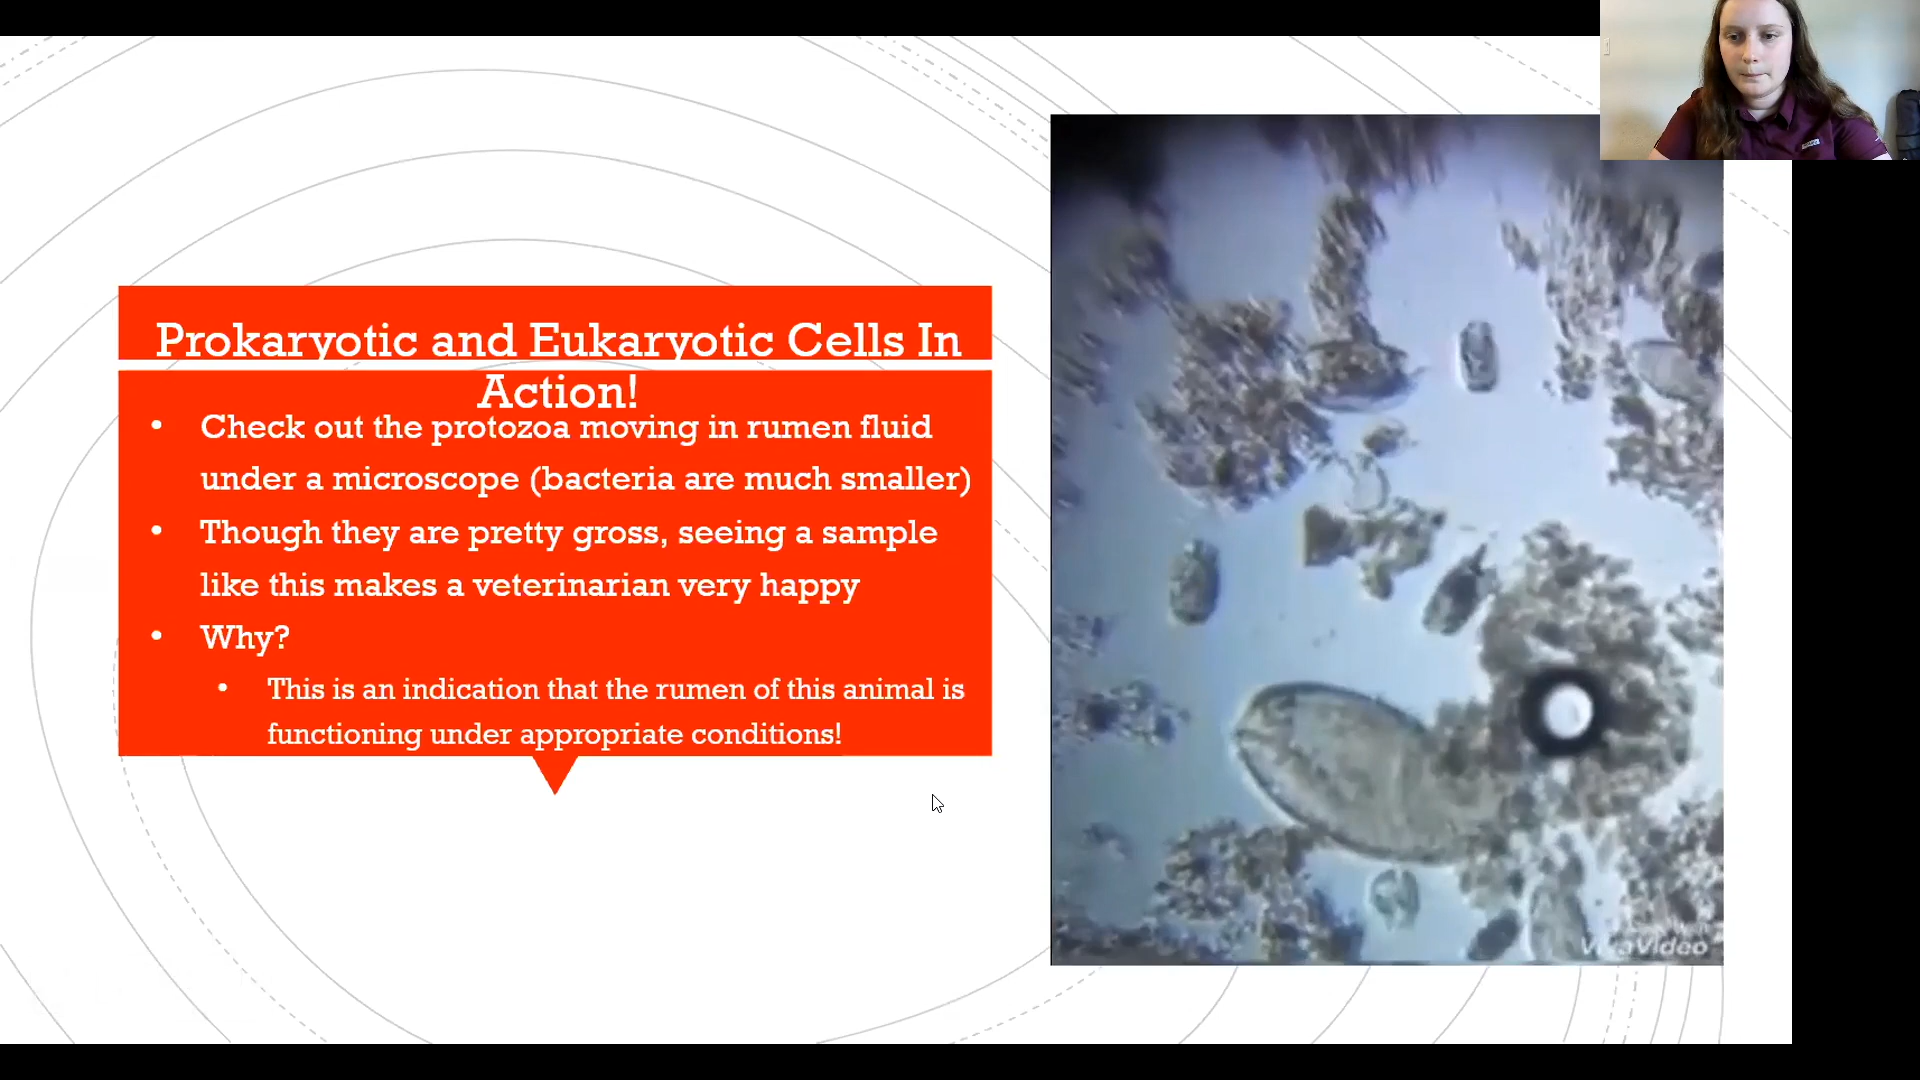 Prokaryotic and Eukaryotic Cells In
Action!
• Check out the protozoa moving in rumen fluid
under a microscope (bacteria are much smaller)
• Though they are pretty gross, seeing a sample
like this makes a veterinarian very happy
• Why?
• This is an indication that the rumen of this animal is
functioning under appropriate conditions!
VivaVideo